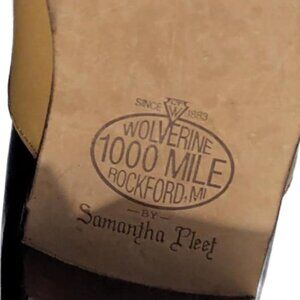 SINCE W 1883
WOLVERINE
1000 MILE
ROCKFORD, MI
— BY —
Samantha Pleet